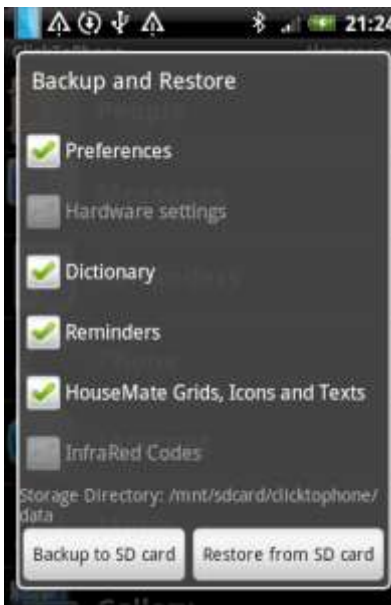 21:24
Backup and Restore
Preferences
Hardware settings
Dictionary
Reminders
HouseMate Grids, Icons and Texts
InfraRed Codes
Storage Directory: /mnt/sdcard/clicktophone/
data
Backup to SD card
Restore from SD card
Gallery